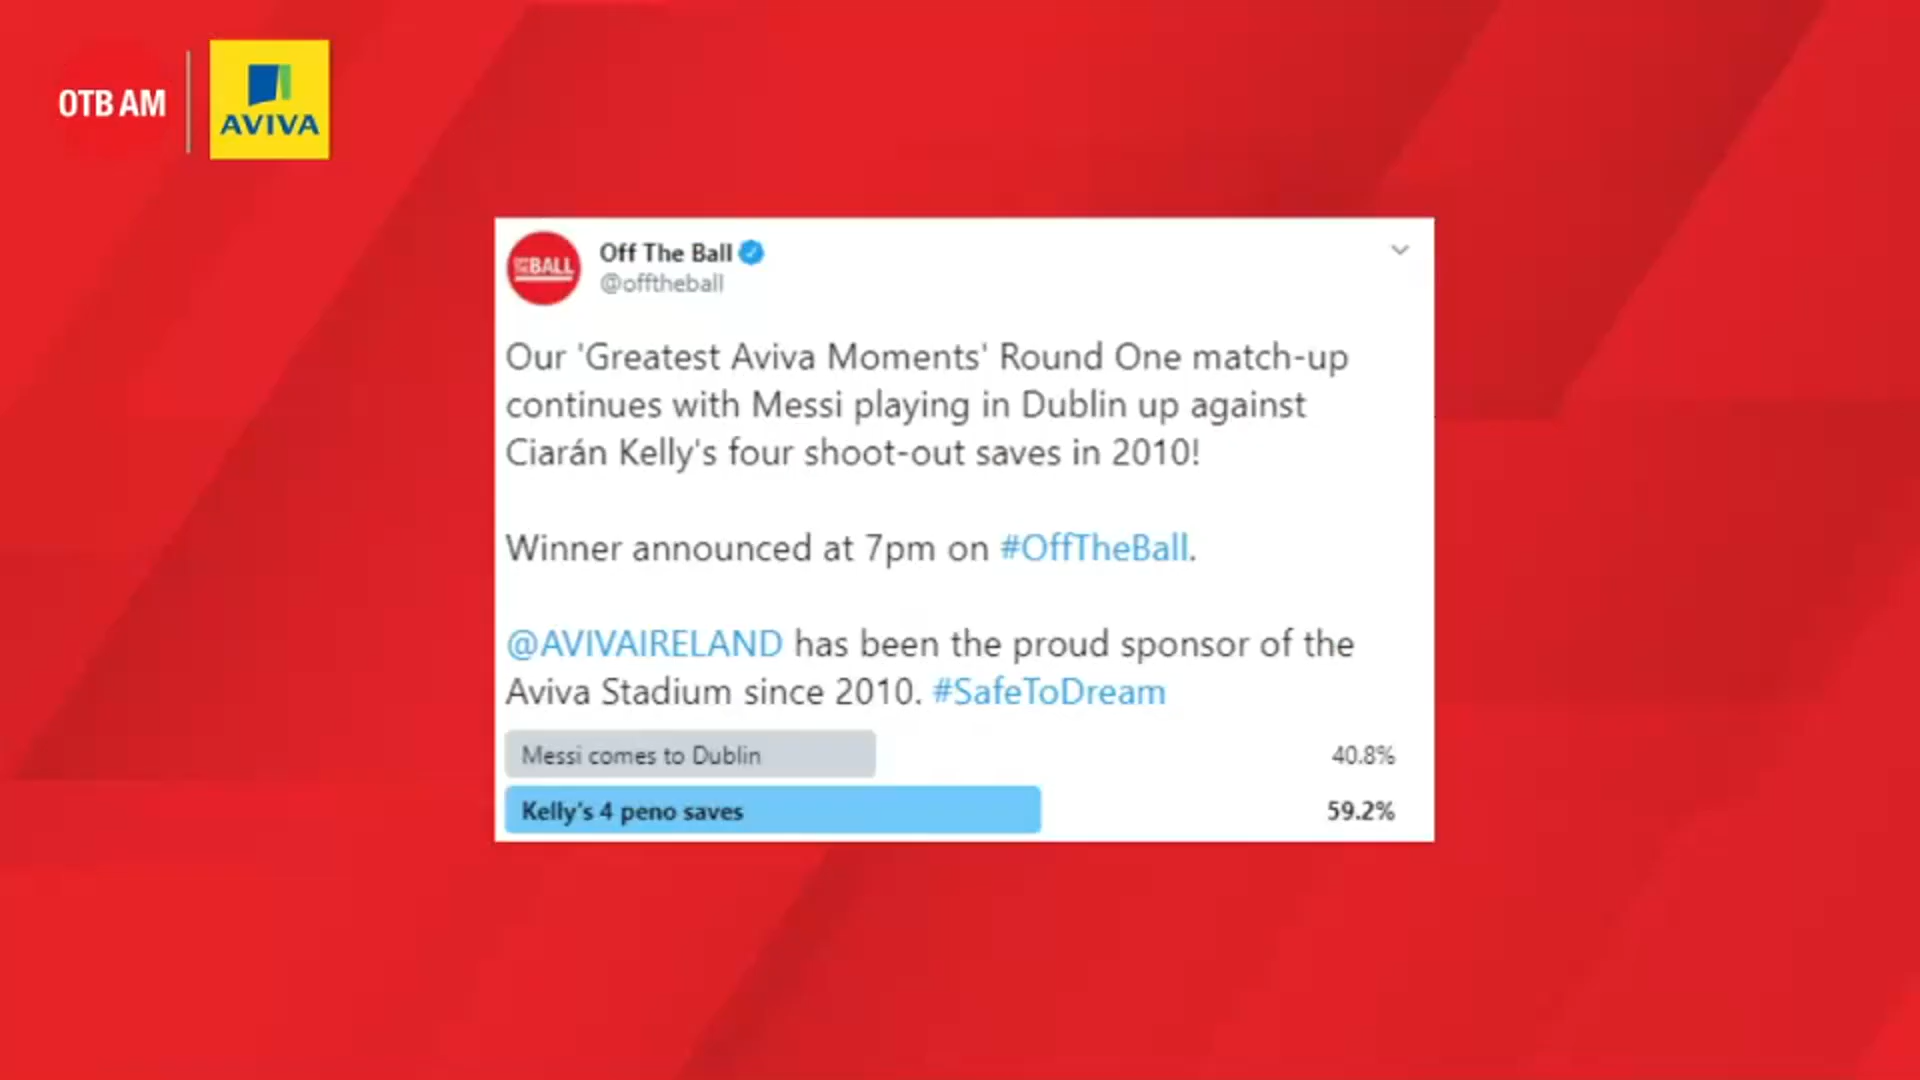 OTB AM
AVIVA
OFF THE BALL
Off The Ball
@offtheball
Our 'Greatest Aviva Moments' Round One match-up
continues with Messi playing in Dublin up against
Ciarán Kelly's four shoot-out saves in 2010!
Winner announced at 7pm on #OffTheBall.
@AVIVAIRELAND has been the proud sponsor of the
Aviva Stadium since 2010. #SafeToDream
Messi comes to Dublin 40.8%
Kelly's 4 peno saves 59.2%